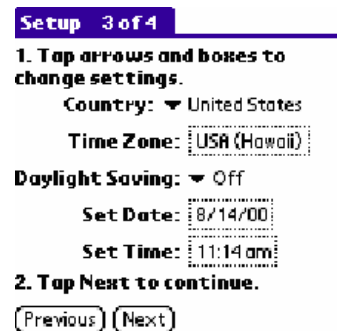 Setup 3 of 4
1. Tap arrows and boxes to
change settings.
Country: United States
Time Zone: USA (Hawaii)
Daylight Saving: Off
Set Date: 8/14/00
Set Time: 11:14 am
2. Tap Next to continue.
Previous Next